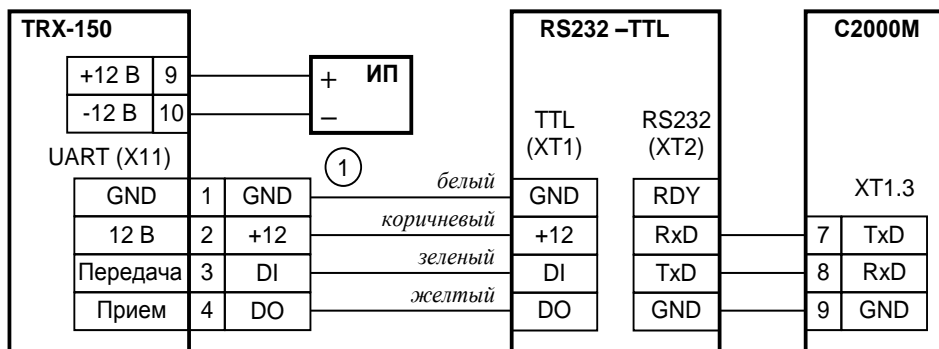 TRX-150
RS232 –TTL
C2000M
+12 В 9
+ ИП
-12 В 10
–
TTL
(XT1)
RS232
(XT2)
UART (X11)
1
XT1.3
GND 1 GND
белый
GND
RDY
12 В 2 +12
коричневый
+12
RxD
7 TxD
Передача 3 DI
зеленый
DI
TxD
8 RxD
Прием 4 DO
желтый
DO
GND
9 GND